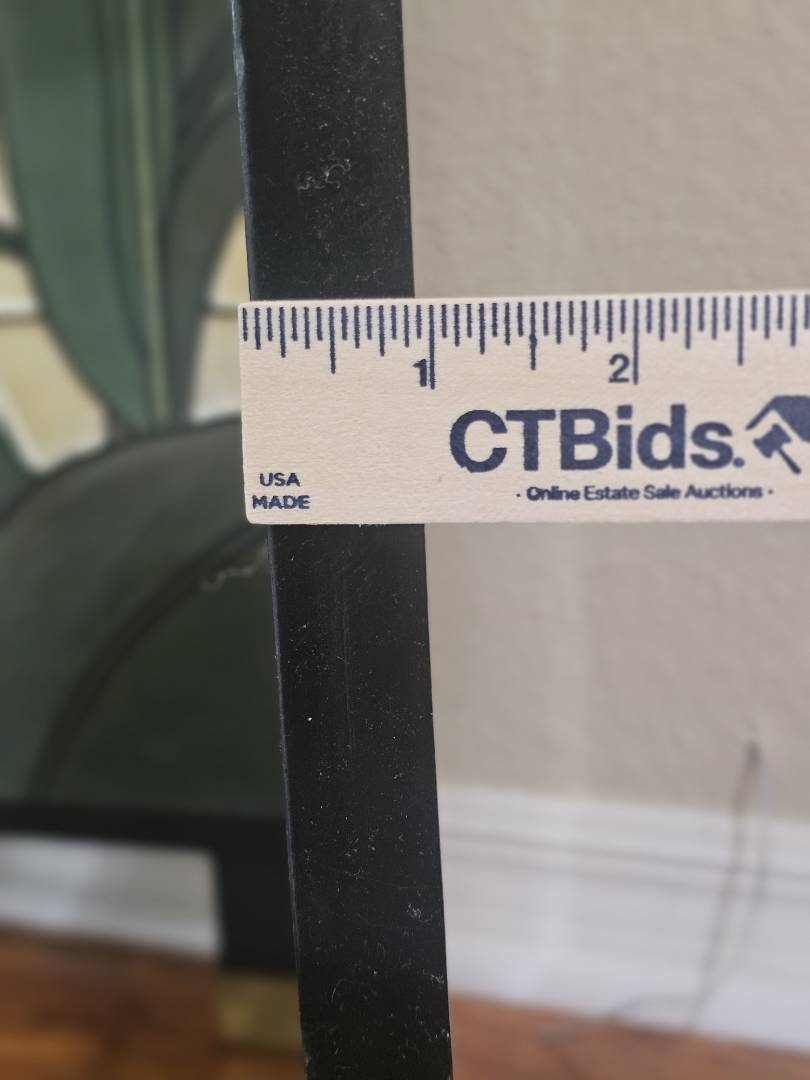 1 2
CTBids.
· Online Estate Sale Auctions ·
USA
MADE